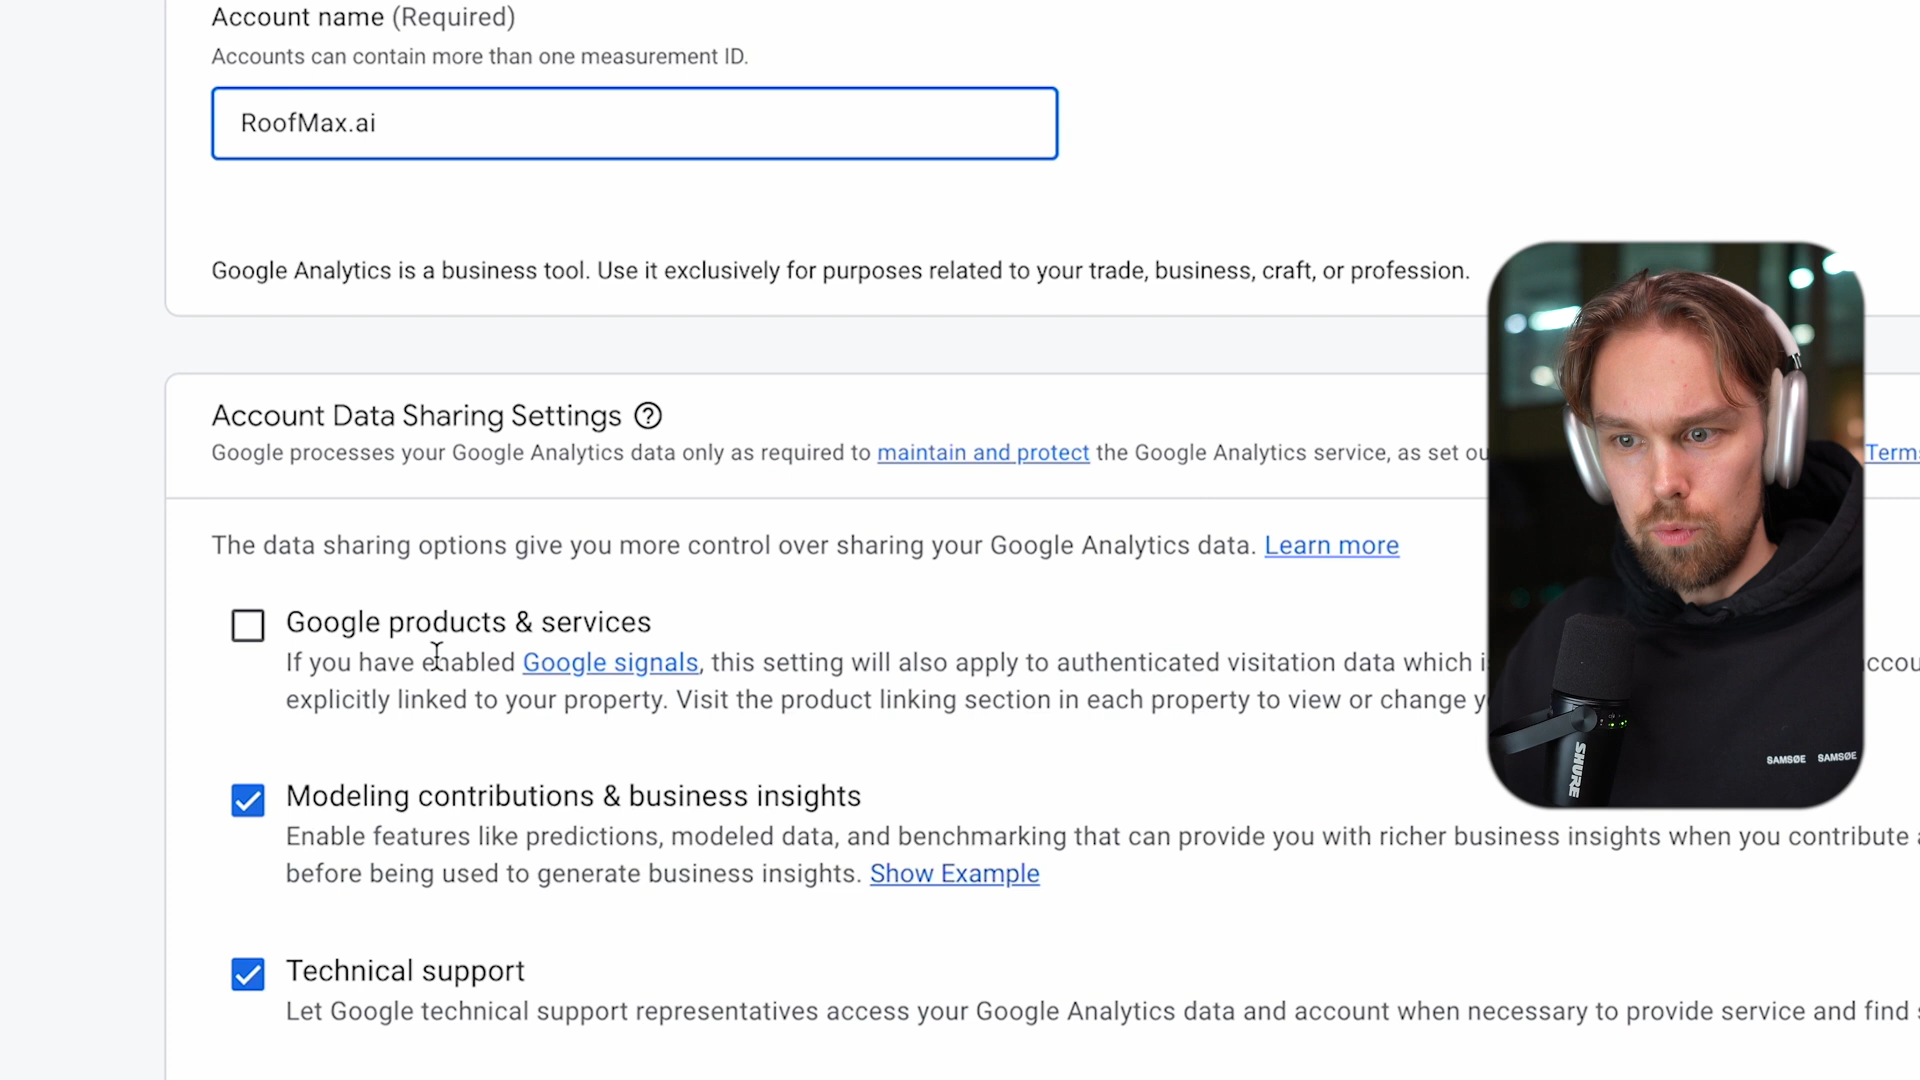 Account name (Required)
Accounts can contain more than one measurement ID.
RoofMax.ai
Google Analytics is a business tool. Use it exclusively for purposes related to your trade, business, craft, or profession.
Account Data Sharing Settings
Google processes your Google Analytics data only as required to maintain and protect the Google Analytics service, as set ou Terms
The data sharing options give you more control over sharing your Google Analytics data. Learn more
Google products & services
If you have enabled Google signals, this setting will also apply to authenticated visitation data which i ccou
explicitly linked to your property. Visit the product linking section in each property to view or change y
Modeling contributions & business insights
Enable features like predictions, modeled data, and benchmarking that can provide you with richer business insights when you contribute a
before being used to generate business insights. Show Example
Technical support
Let Google technical support representatives access your Google Analytics data and account when necessary to provide service and find s
SAMSØE SAMSØE
SHURE